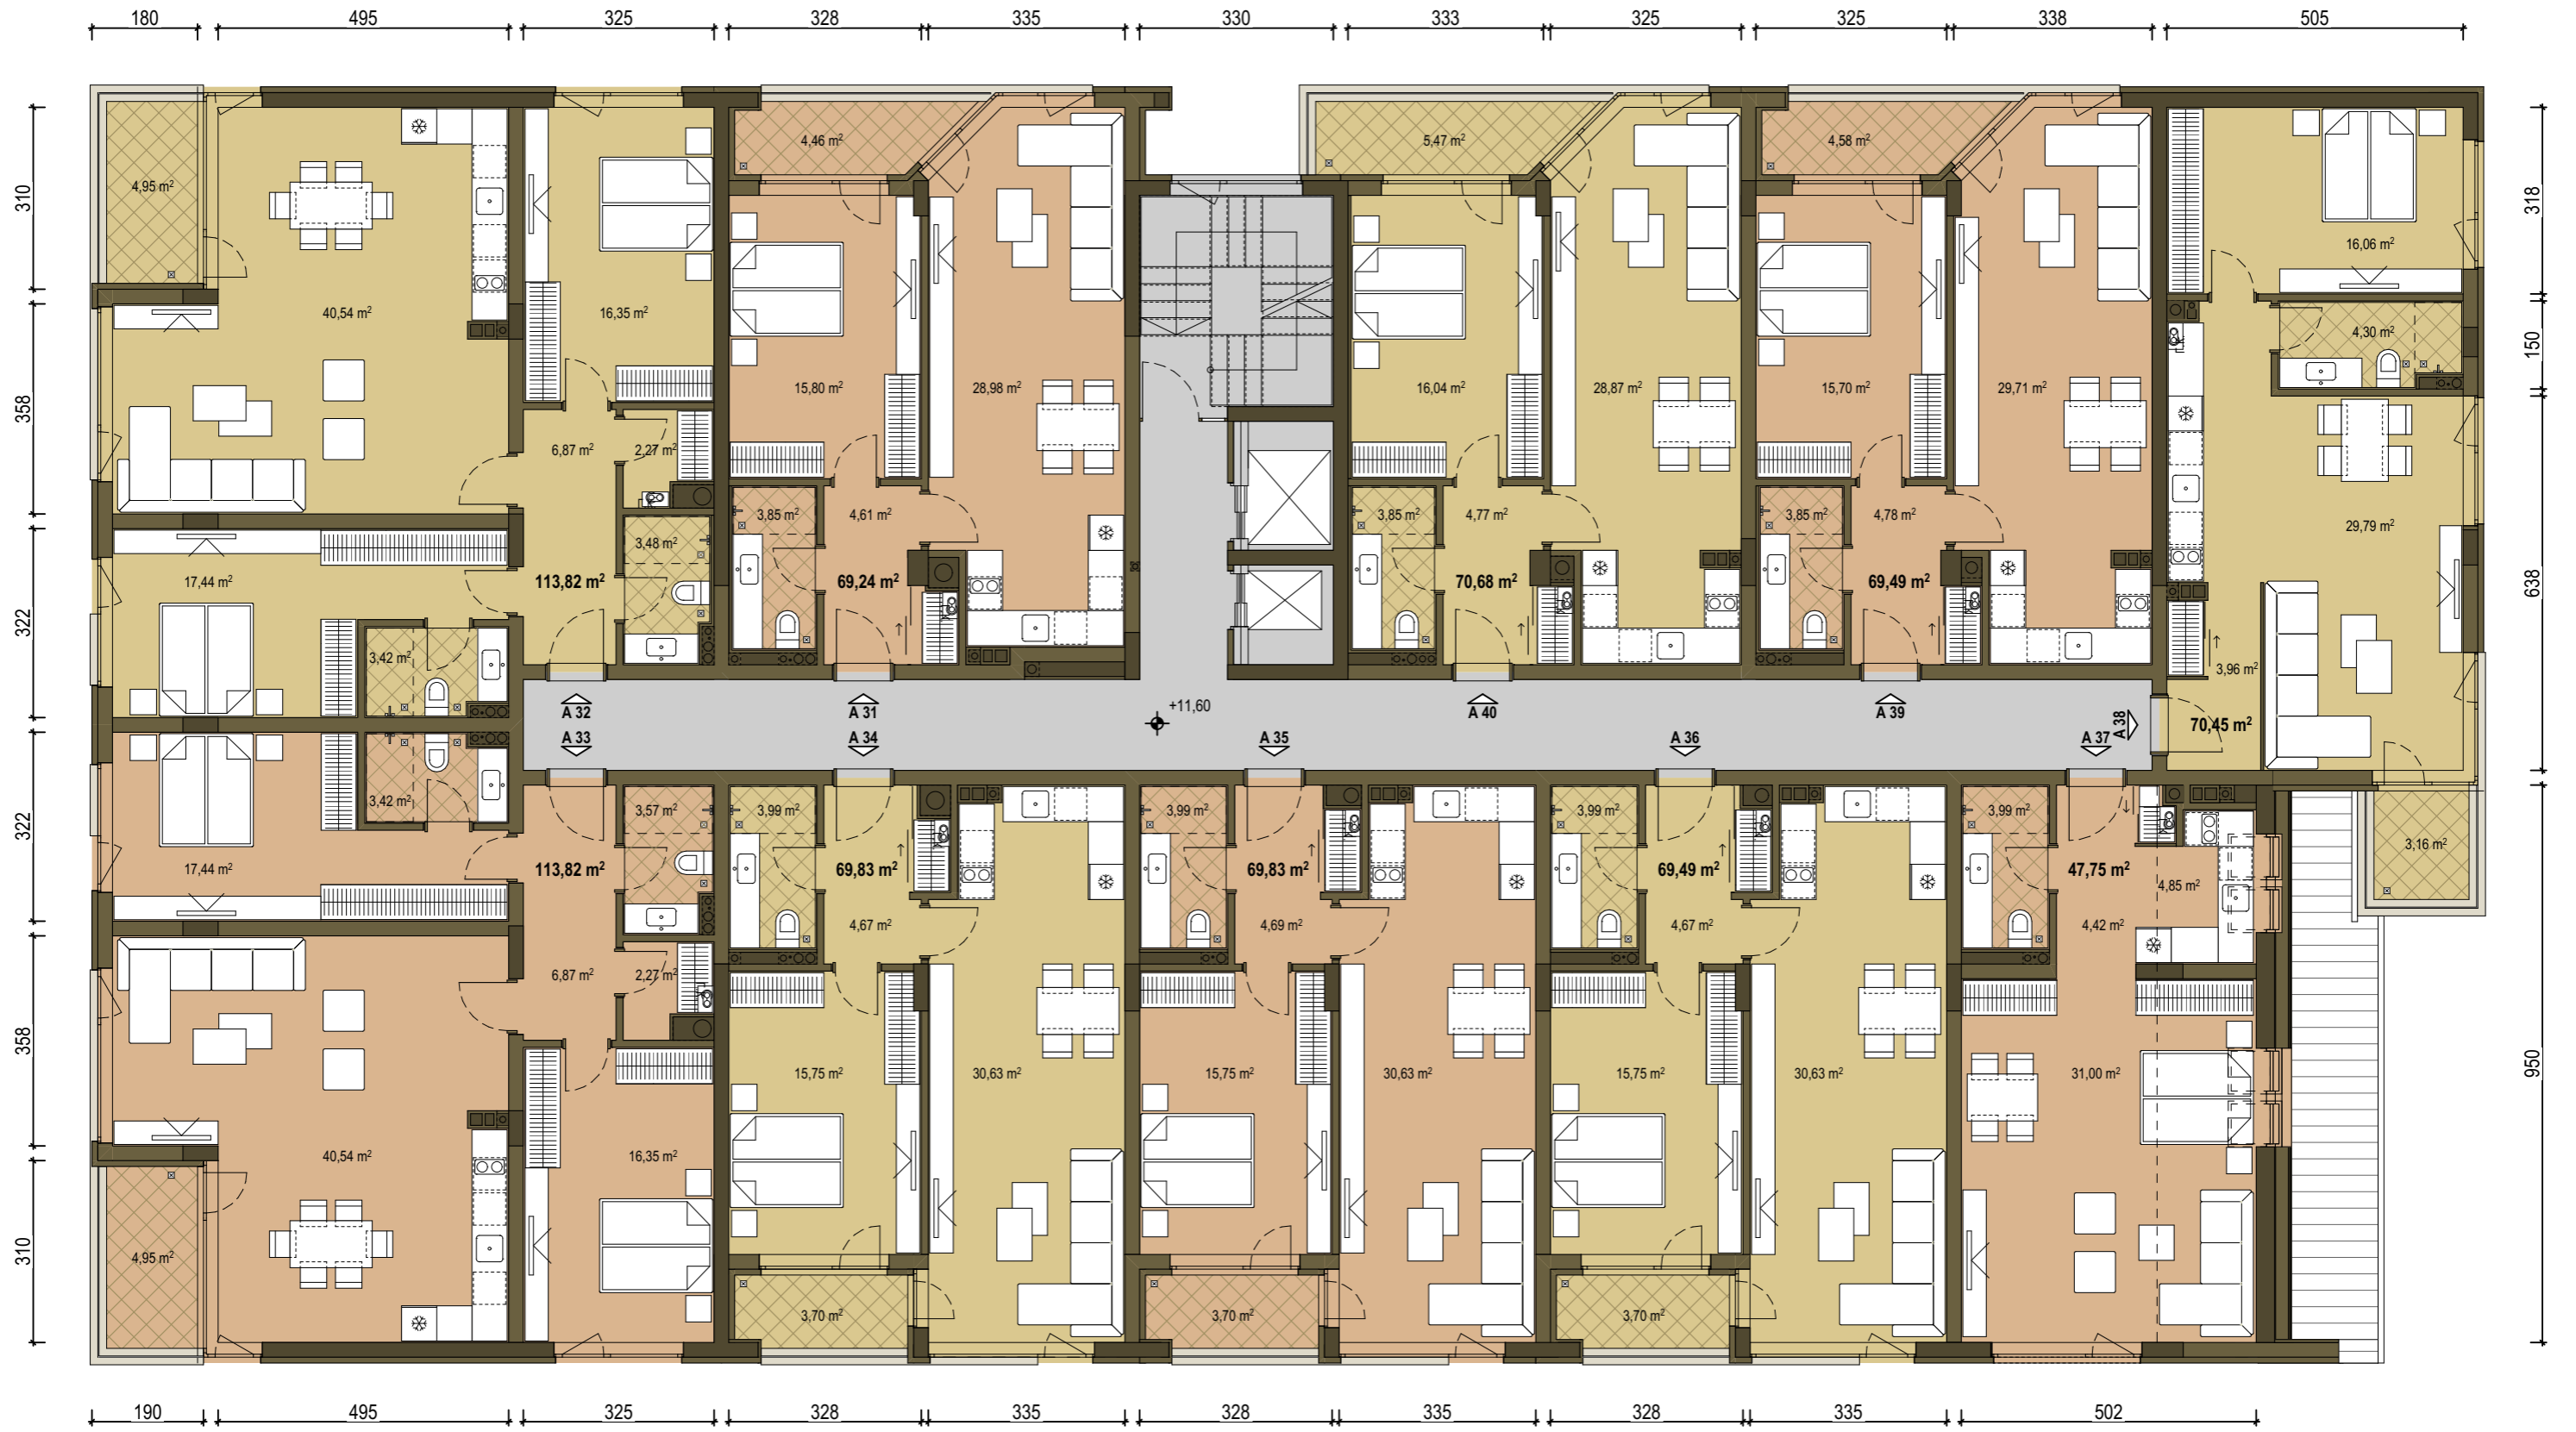 180 495 325 328 335 330 333 325 325 338 505
310
358
322
322
358
310
318
150
638
950
4,95 m²
40,54 m²
16,35 m²
6,87 m²
2,27 m²
3,48 m²
17,44 m²
3,42 m²
113,82 m²
4,46 m²
15,80 m²
28,98 m²
3,85 m²
4,61 m²
69,24 m²
5,47 m²
16,04 m²
28,87 m²
3,85 m²
4,77 m²
70,68 m²
4,58 m²
15,70 m²
29,71 m²
3,85 m²
4,78 m²
69,49 m²
16,06 m²
4,30 m²
29,79 m²
3,96 m²
70,45 m²
3,16 m²
A 32
A 31
+11,60
A 40
A 39
A 38
A 33
A 34
A 35
A 36
A 37
3,42 m²
17,44 m²
113,82 m²
3,57 m²
6,87 m²
2,27 m²
40,54 m²
16,35 m²
4,95 m²
3,99 m²
69,83 m²
4,67 m²
15,75 m²
30,63 m²
3,70 m²
3,99 m²
69,83 m²
4,69 m²
15,75 m²
30,63 m²
3,70 m²
3,99 m²
69,49 m²
4,67 m²
15,75 m²
30,63 m²
3,70 m²
3,99 m²
47,75 m²
4,85 m²
4,42 m²
31,00 m²
190 495 325 328 335 328 335 328 335 502